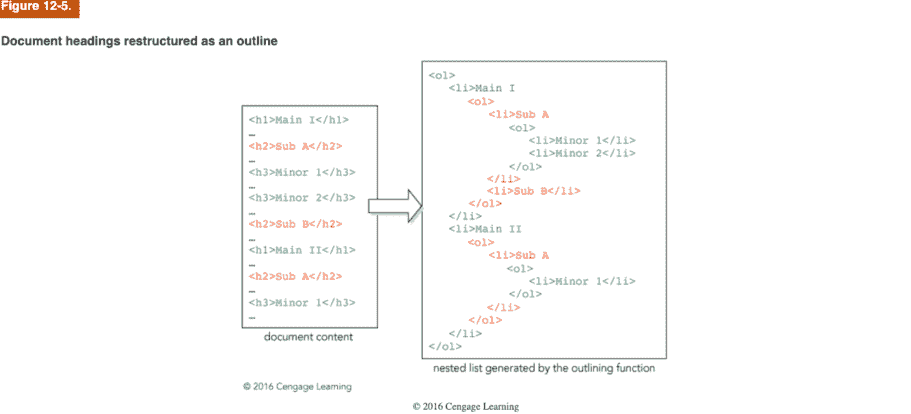 Figure 12-5.
Document headings restructured as an outline
<h1>Main I</h1>
…
<h2>Sub A</h2>
…
<h3>Minor 1</h3>
…
<h3>Minor 2</h3>
…
<h2>Sub B</h2>
…
<h1>Main II</h1>
…
<h2>Sub A</h2>
…
<h3>Minor 1</h3>
…
document content
<ol>
<li>Main I
<ol>
<li>Sub A
<ol>
<li>Minor 1</li>
<li>Minor 2</li>
</ol>
</li>
<li>Sub B</li>
</ol>
</li>
<li>Main II
<ol>
<li>Sub A
<ol>
<li>Minor 1</li>
</ol>
</li>
</ol>
</li>
</ol>
nested list generated by the outlining function
© 2016 Cengage Learning
© 2016 Cengage Learning